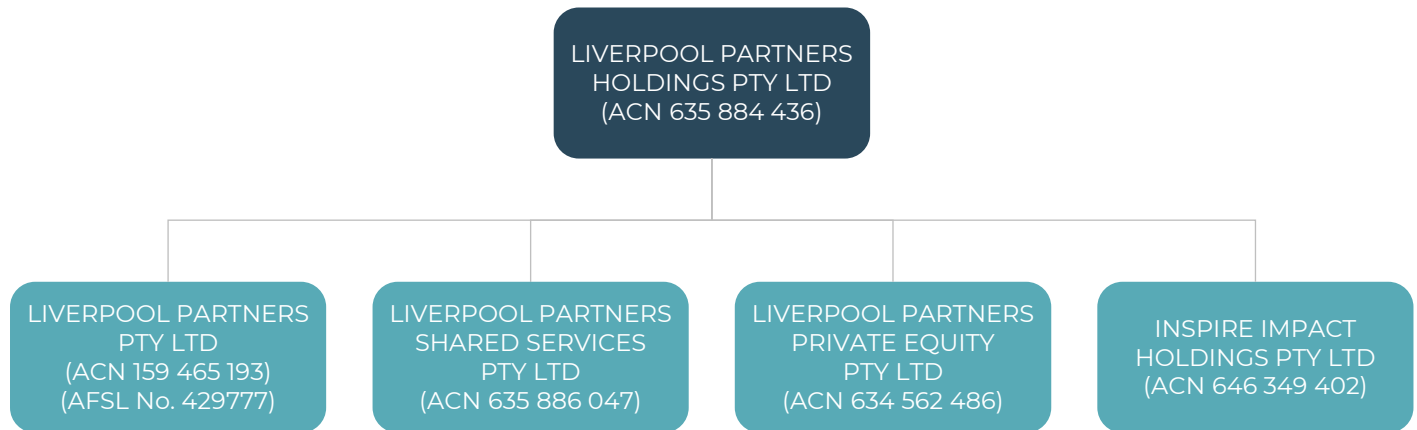 LIVERPOOL PARTNERS
HOLDINGS PTY LTD
(ACN 635 884 436)
LIVERPOOL PARTNERS
PTY LTD
(ACN 159 465 193)
(AFSL No. 429777)
LIVERPOOL PARTNERS
SHARED SERVICES
PTY LTD
(ACN 635 886 047)
LIVERPOOL PARTNERS
PRIVATE EQUITY
PTY LTD
(ACN 634 562 486)
INSPIRE IMPACT
HOLDINGS PTY LTD
(ACN 646 349 402)